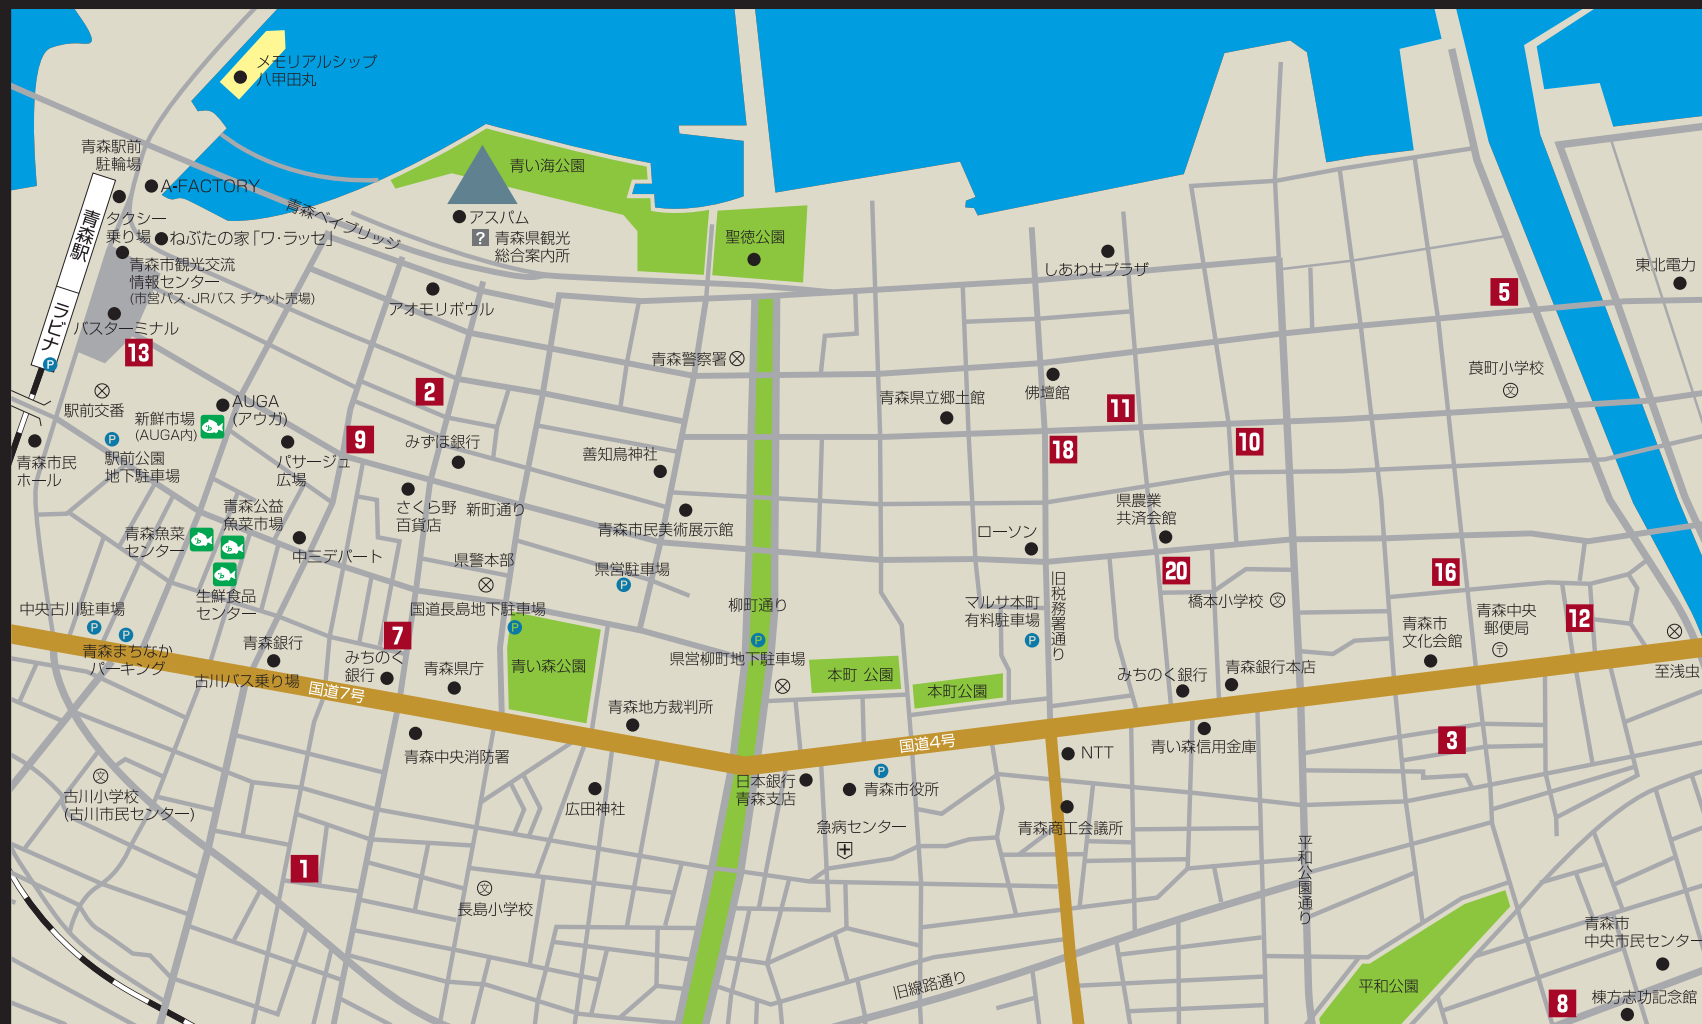 メモリアルシップ
八甲田丸
青森駅前
駐輪場
A-FACTORY
青い海公園
青森ベイブリッジ
アスパム
?
青森県観光
総合案内所
聖徳公園
青森駅
ラビナ
P
タクシー
乗り場
ねぶたの家「ワ・ラッセ」
青森市観光交流
情報センター
(市営バス・JRバス チケット売場)
バスターミナル
13
アオモリボウル
しあわせプラザ
東北電力
5
青森警察署
佛壇館
莨町小学校
文
駅前交番
AUGA
(アウガ)
新鮮市場
(AUGA内)
2
青森県立郷土館
11
P
駅前公園
地下駐車場
9
みずほ銀行
善知鳥神社
18
10
青森市民
ホール
パサージュ
広場
青森公益
魚菜市場
さくら野
百貨店
新町通り
青森市民美術展示館
県農業
共済会館
ローソン
青森魚菜
センター
中三デパート
県警本部
県営駐車場
P
20
16
旧税務署通り
生鮮食品
センター
中央古川駐車場
P
P
青森まちなか
パーキング
国道長島地下駐車場
P
柳町通り
P
県営柳町地下駐車場
マルサ本町
有料駐車場
P
橋本小学校
文
青森市
文化会館
青森中央
郵便局
〒
12
至浅虫
7
青森銀行
古川バス乗り場
みちのく
銀行
青森県庁
青い森公園
本町 公園
本町公園
みちのく銀行
青森銀行本店
国道7号
青森地方裁判所
国道4号
NTT
青い森信用金庫
3
青森中央消防署
文
古川小学校
(古川市民センター)
広田神社
日本銀行
青森支店
P
青森市役所
急病センター
青森商工会議所
平和公園通り
1
文
長島小学校
旧線路通り
平和公園
青森市
中央市民センター
8
棟方志功記念館